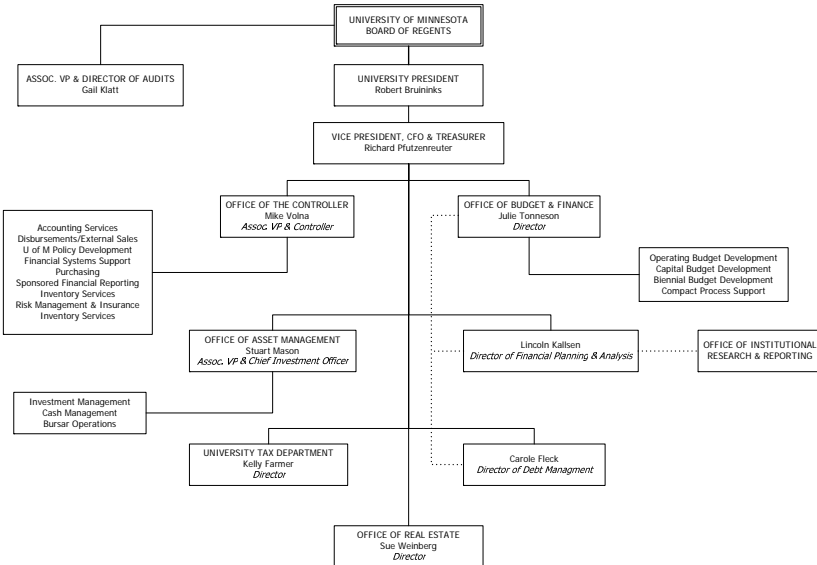 UNIVERSITY OF MINNESOTA
BOARD OF REGENTS
ASSOC. VP & DIRECTOR OF AUDITS
Gail Klatt
UNIVERSITY PRESIDENT
Robert Bruininks
VICE PRESIDENT, CFO & TREASURER
Richard Pfutzenreuter
OFFICE OF THE CONTROLLER
Mike Volna
Assoc. VP & Controller
OFFICE OF BUDGET & FINANCE
Julie Tonneson
Director
Accounting Services
Disbursements/External Sales
U of M Policy Development
Financial Systems Support
Purchasing
Sponsored Financial Reporting
Inventory Services
Risk Management & Insurance
Inventory Services
Operating Budget Development
Capital Budget Development
Biennial Budget Development
Compact Process Support
OFFICE OF ASSET MANAGEMENT
Stuart Mason
Assoc. VP & Chief Investment Officer
Lincoln Kallsen
Director of Financial Planning & Analysis
OFFICE OF INSTITUTIONAL
RESEARCH & REPORTING
Investment Management
Cash Management
Bursar Operations
UNIVERSITY TAX DEPARTMENT
Kelly Farmer
Director
Carole Fleck
Director of Debt Managment
OFFICE OF REAL ESTATE
Sue Weinberg
Director